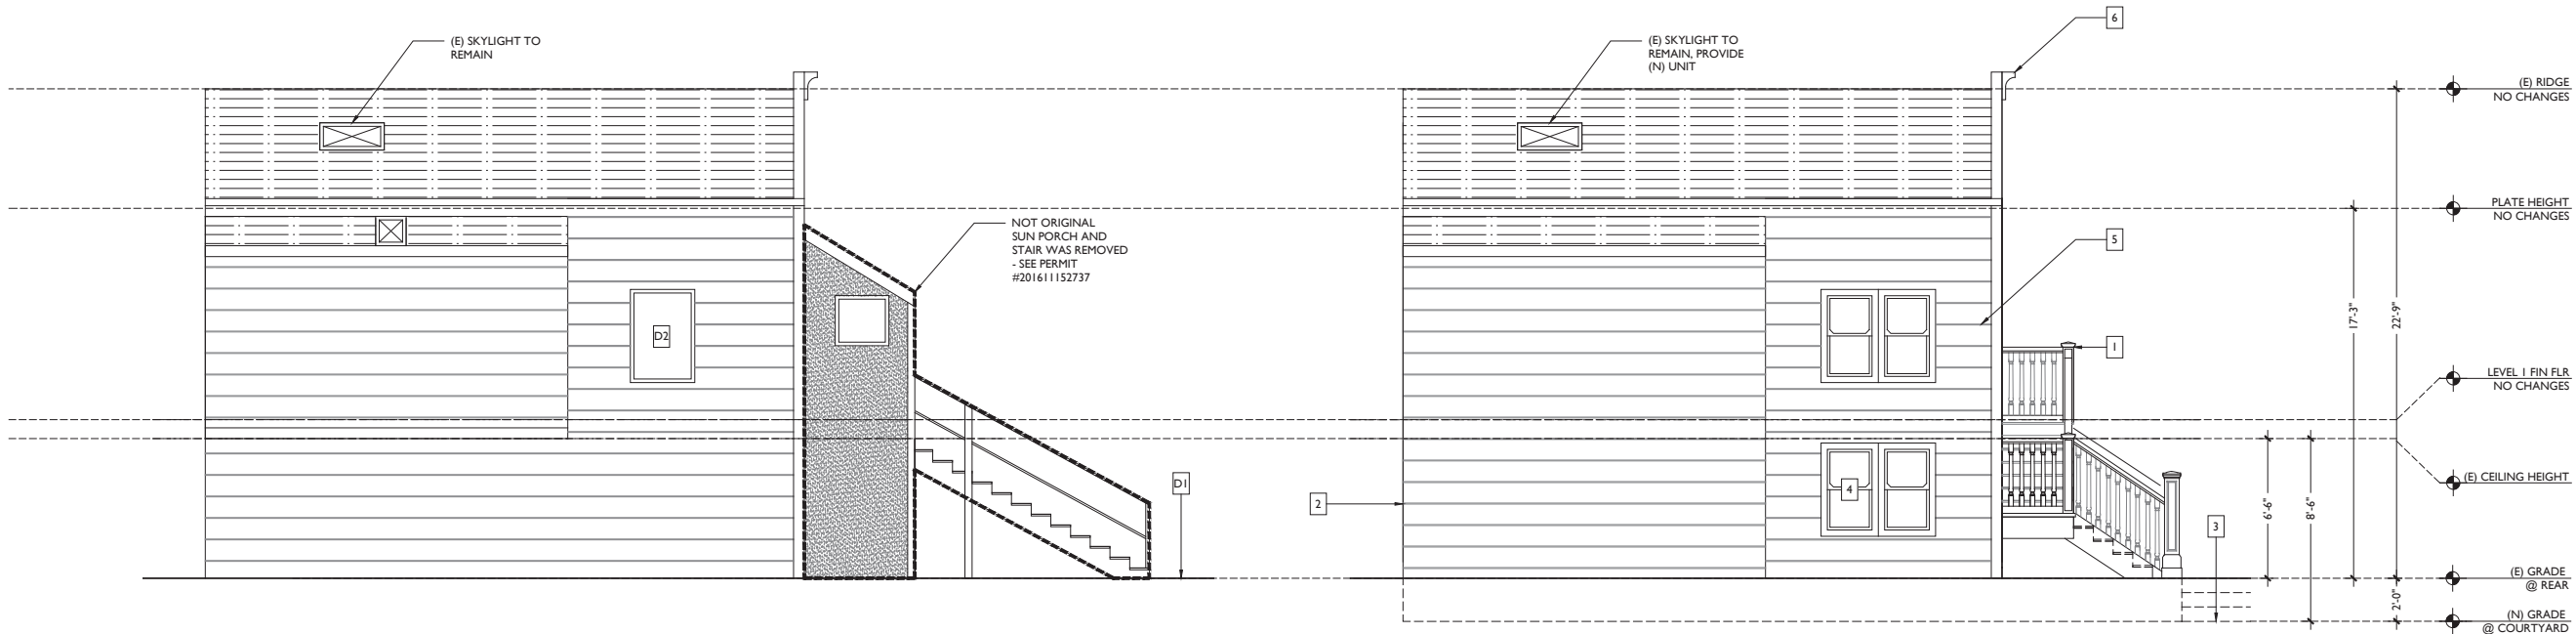 (E) SKYLIGHT TO
REMAIN
NOT ORIGINAL
SUN PORCH AND
STAIR WAS REMOVED
- SEE PERMIT
#201611152737
D2
D1
(E) SKYLIGHT TO
REMAIN, PROVIDE
(N) UNIT
6
5
1
2
4
3
17'-3"
22'-9"
6'-6"
8'-6"
2'-0"
(E) RIDGE
NO CHANGES
PLATE HEIGHT
NO CHANGES
LEVEL 1 FIN FLR
NO CHANGES
(E) CEILING HEIGHT
(E) GRADE
@ REAR
(N) GRADE
@ COURTYARD